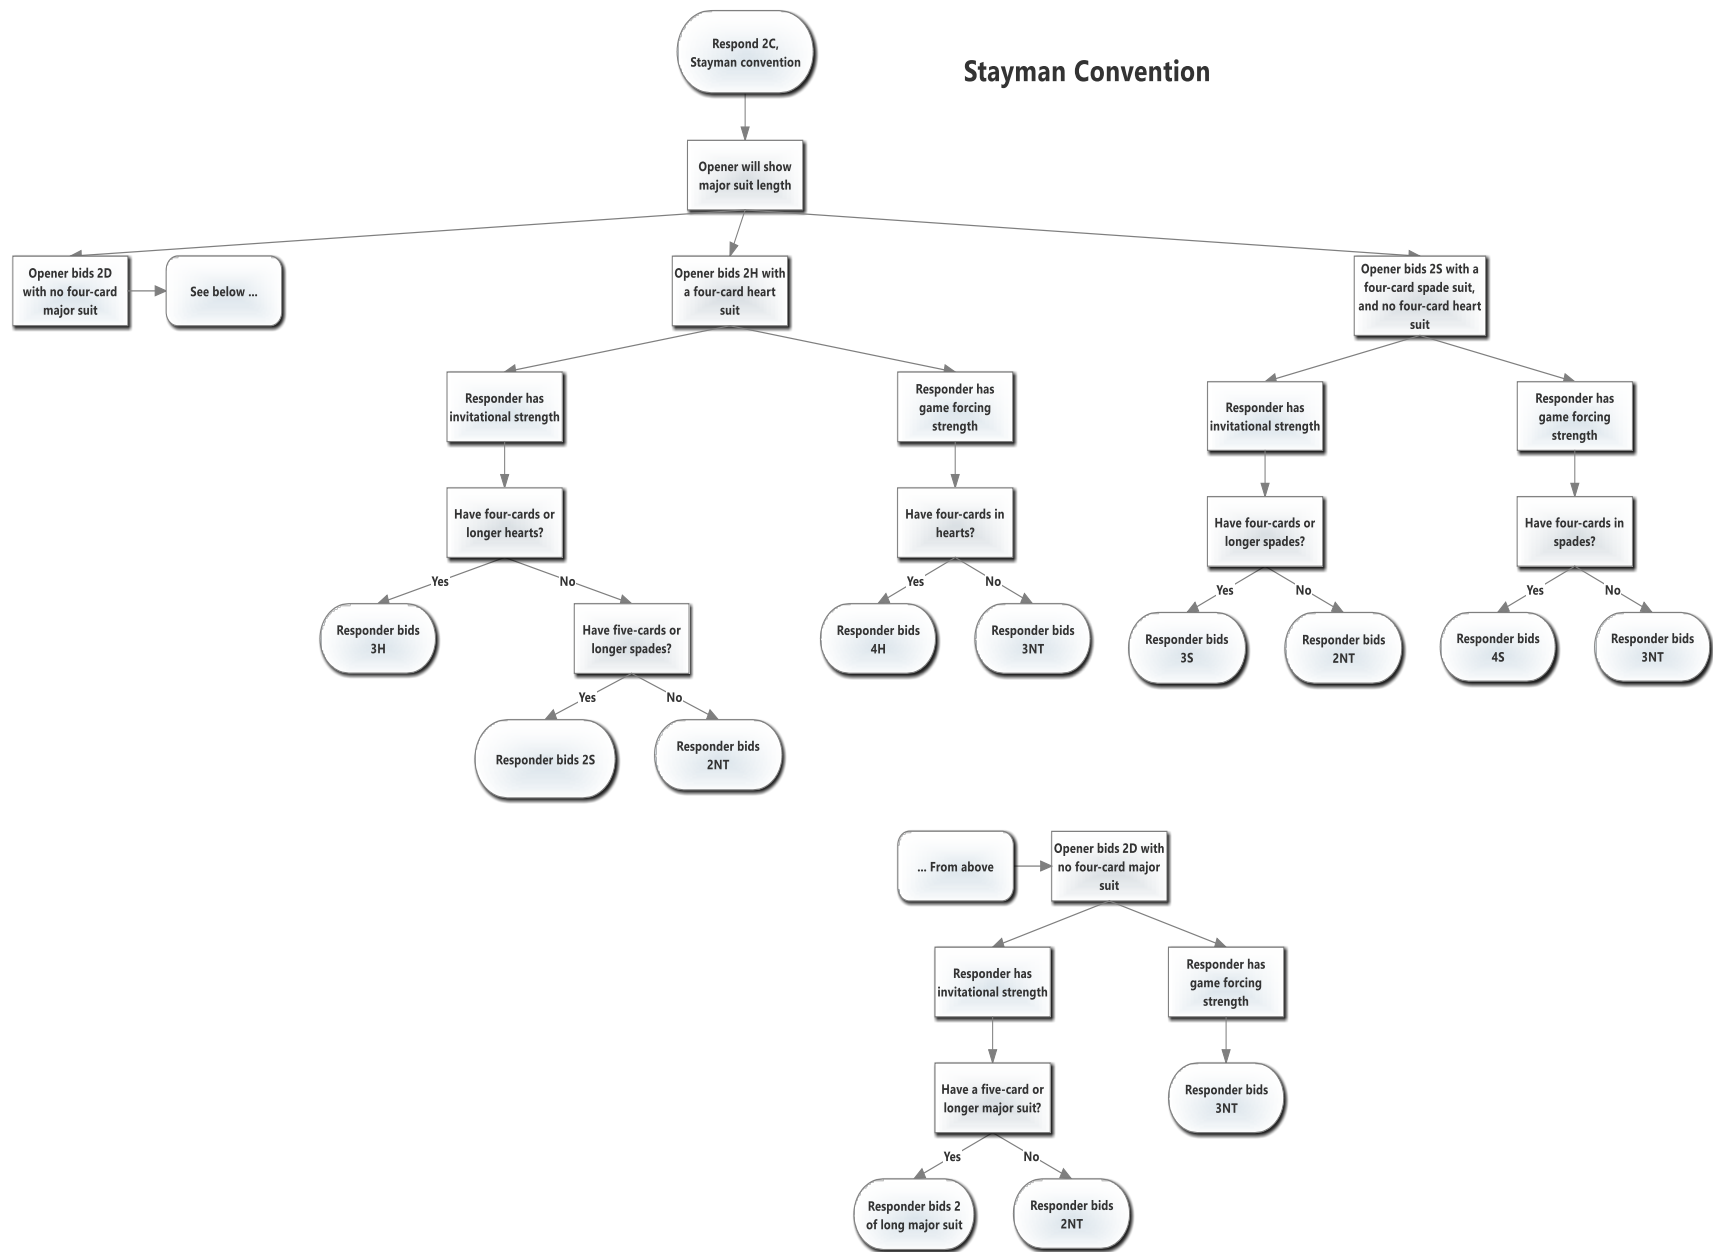 Respond 2C,
Stayman convention
Stayman Convention
Opener will show
major suit length
Opener bids 2D
with no four-card
major suit
See below ...
Opener bids 2H with
a four-card heart
suit
Opener bids 2S with a
four-card spade suit,
and no four-card heart
suit
Responder has
invitational strength
Responder has
game forcing
strength
Responder has
invitational strength
Responder has
game forcing
strength
Have four-cards or
longer hearts?
Have four-cards in
hearts?
Have four-cards or
longer spades?
Have four-cards in
spades?
Yes
No
Yes
No
Yes
No
Yes
No
Responder bids
3H
Have five-cards or
longer spades?
Responder bids
4H
Responder bids
3NT
Responder bids
3S
Responder bids
2NT
Responder bids
4S
Responder bids
3NT
Yes
No
Responder bids 2S
Responder bids
2NT
... From above
Opener bids 2D with
no four-card major
suit
Responder has
invitational strength
Responder has
game forcing
strength
Have a five-card or
longer major suit?
Responder bids
3NT
Yes
No
Responder bids 2
of long major suit
Responder bids
2NT